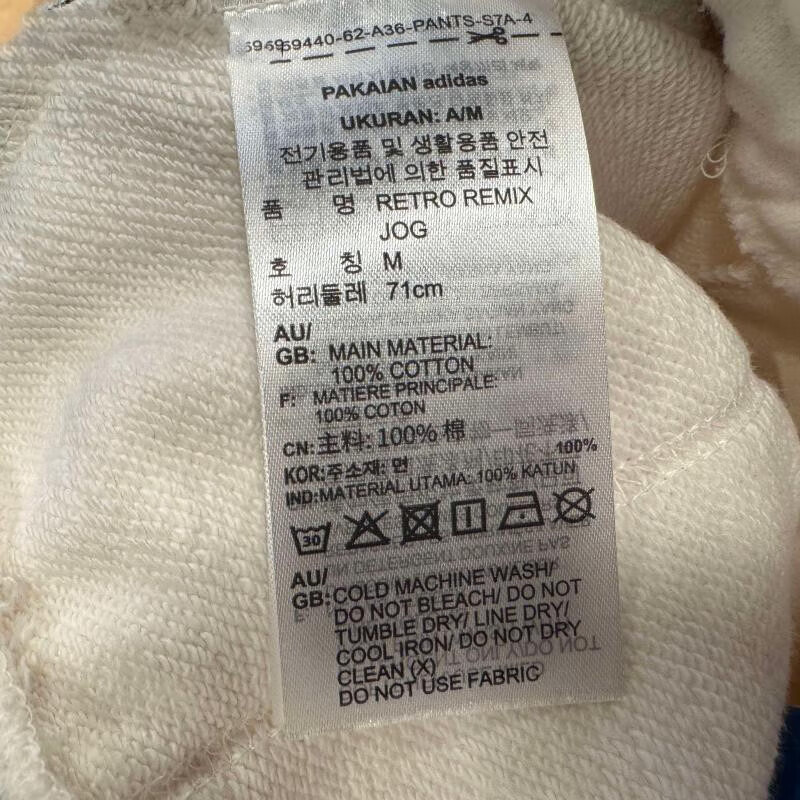 59440-62-A36-PANTS-S7A-4
PAKAIAN adidas
UKURAN: A/M
전기용품 및 생활용품 안전
관리법에 의한 품질표시
품 명 RETRO REMIX
JOG
호 칭 M
허리둘레 71cm
AU/
GB: MAIN MATERIAL:
100% COTTON
F: MATIERE PRINCIPALE:
100% COTON
CN: 主料: 100% 棉
KOR:주소재: 면 100%
IND:MATERIAL UTAMA: 100% KATUN
30
AU/
GB:COLD MACHINE WASH/
DO NOT BLEACH/ DO NOT
TUMBLE DRY/ LINE DRY/
COOL IRON/ DO NOT DRY
CLEAN (X)
DO NOT USE FABRIC